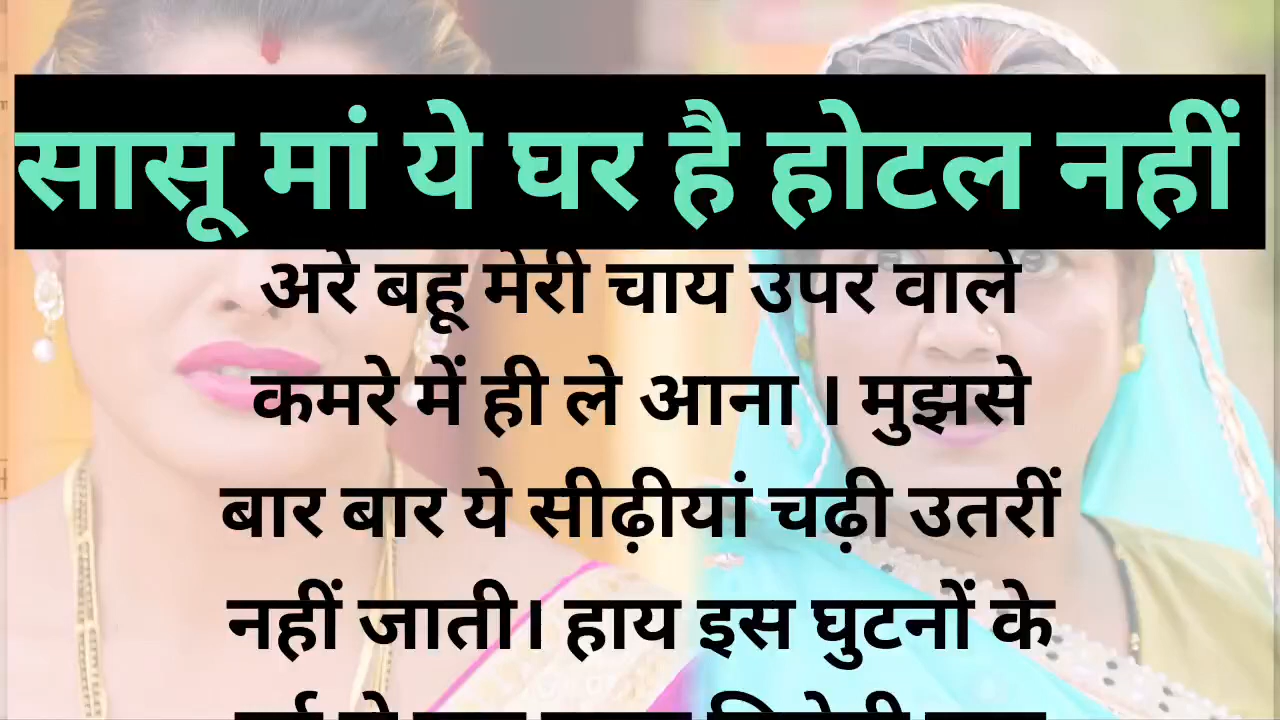 सासू मां ये घर है होटल नहीं
अरे बहू मेरी चाय उपर वाले
कमरे में ही ले आना । मुझसे
बार बार ये सीढ़ीयां चढ़ी उतरीं
नहीं जाती। हाय इस घुटनों के